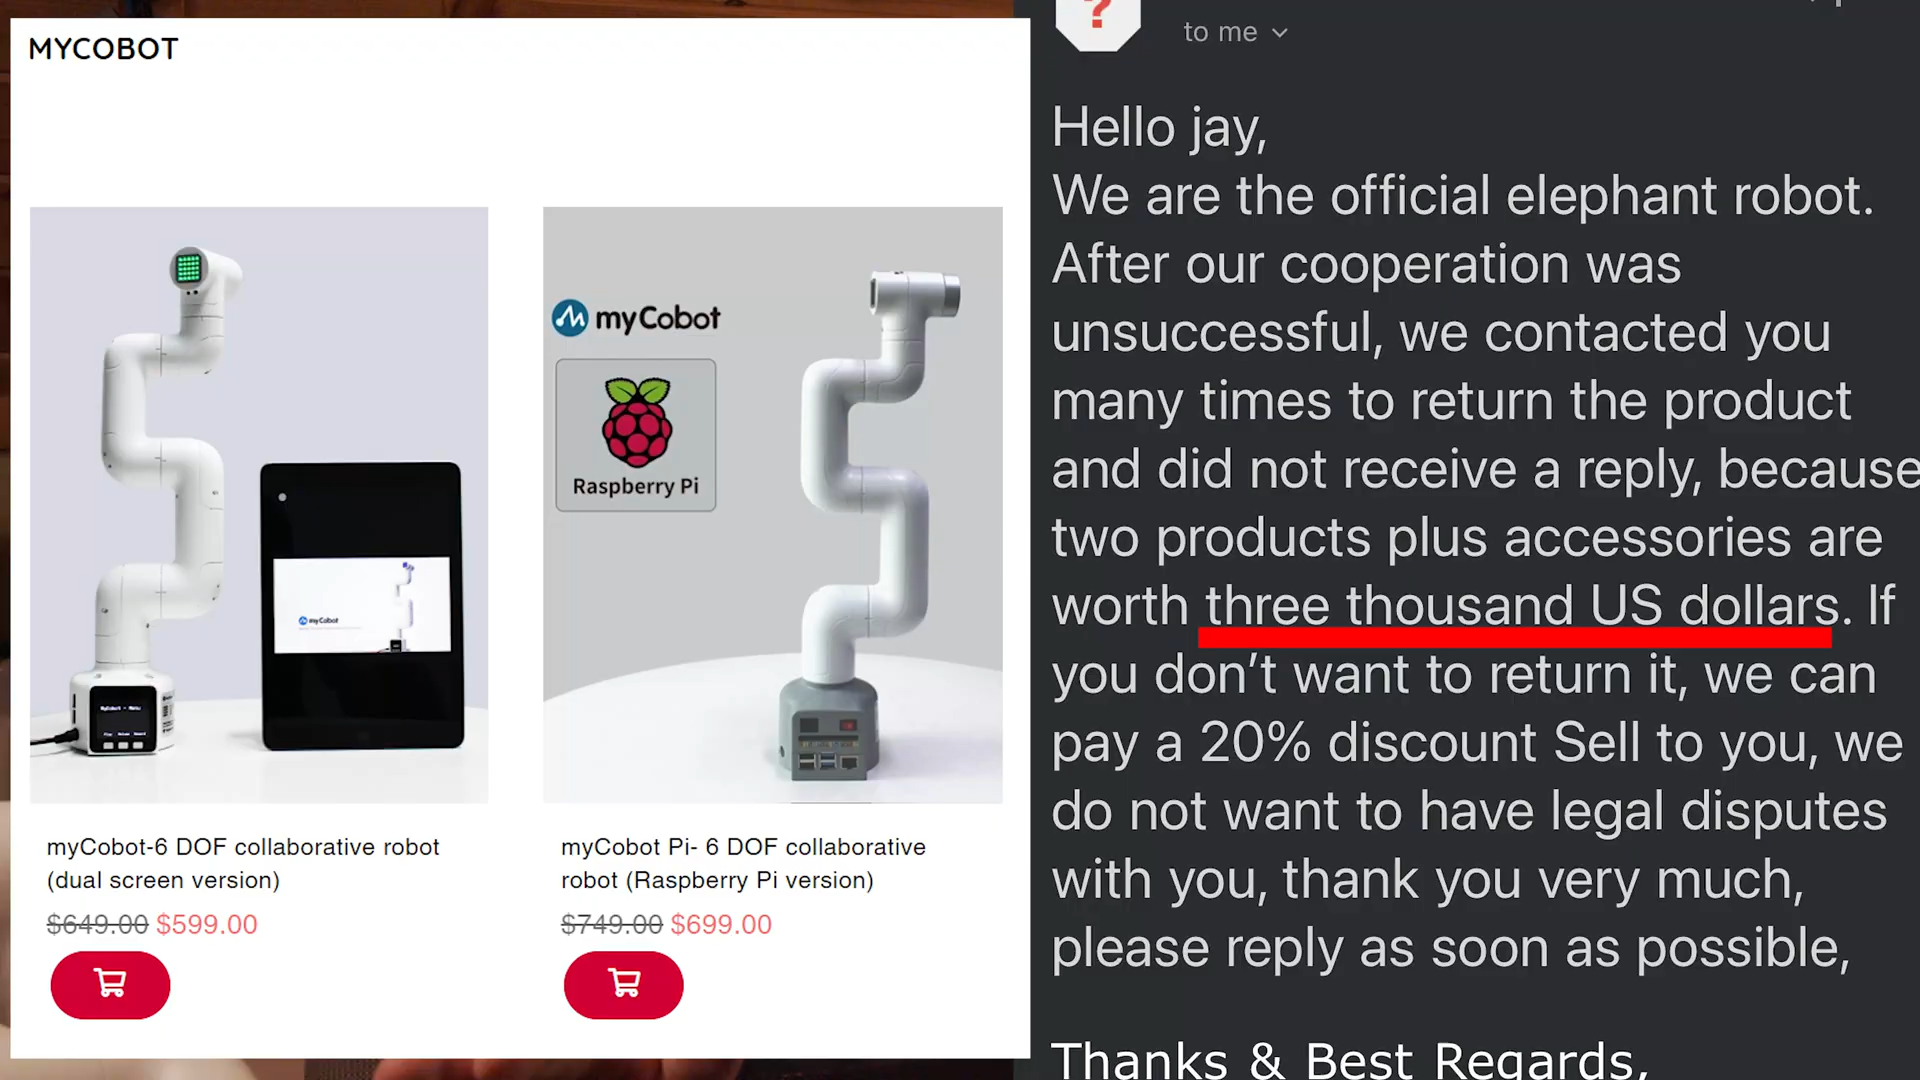 MYCOBOT
myCobot
Raspberry Pi
myCobot
myCobot-6 DOF collaborative robot
(dual screen version)
$649.00 $599.00
myCobot Pi- 6 DOF collaborative
robot (Raspberry Pi version)
$749.00 $699.00
?
to me
Hello jay,
We are the official elephant robot.
After our cooperation was
unsuccessful, we contacted you
many times to return the product
and did not receive a reply, because
two products plus accessories are
worth three thousand US dollars. If
you don’t want to return it, we can
pay a 20% discount Sell to you, we
do not want to have legal disputes
with you, thank you very much,
please reply as soon as possible,
Thanks & Best Regards,